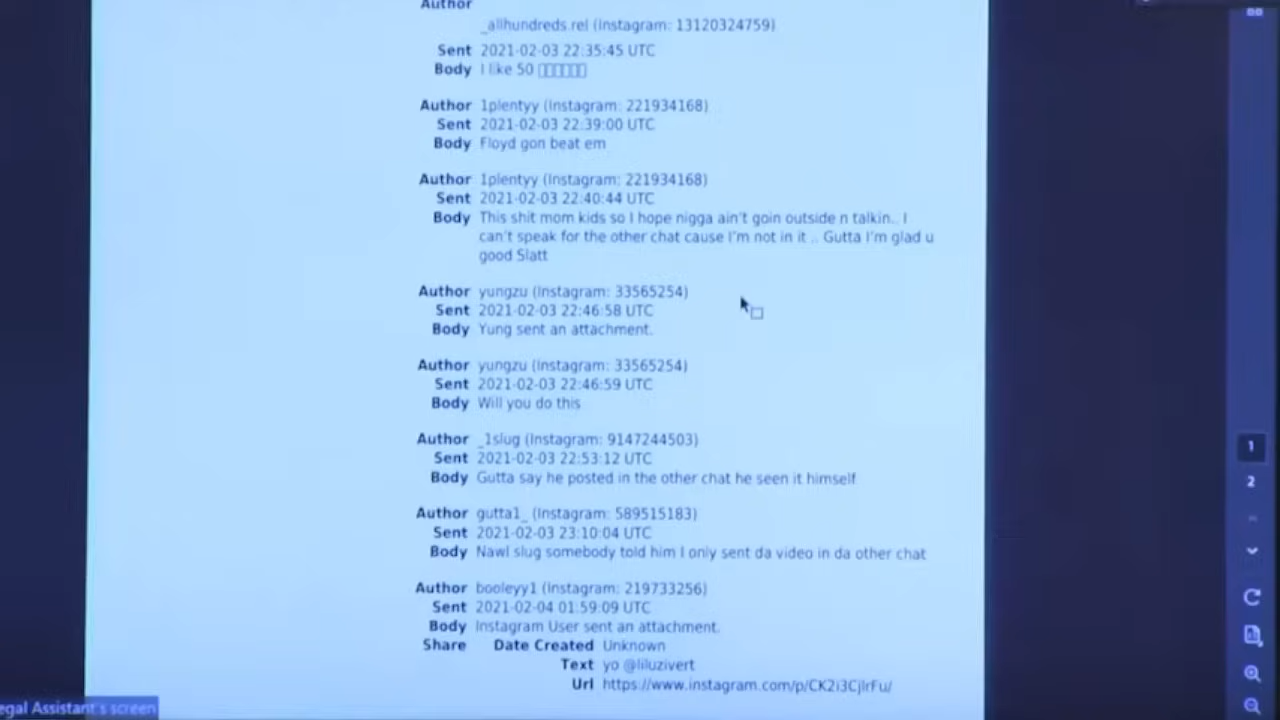 Author
_allhundreds.rel (Instagram: 13120324759)
Sent 2021-02-03 22:35:45 UTC
Body I like 50
Author 1plentyy (Instagram: 221934168)
Sent 2021-02-03 22:39:00 UTC
Body Floyd gon beat em
Author 1plentyy (Instagram: 221934168)
Sent 2021-02-03 22:40:44 UTC
Body This shit mom kids so I hope nigga ain't goin outside n talkin.. I
can't speak for the other chat cause I'm not in it .. Gutta I'm glad u
good Slatt
Author yungzu (Instagram: 33565254)
Sent 2021-02-03 22:46:58 UTC
Body Yung sent an attachment.
Author yungzu (Instagram: 33565254)
Sent 2021-02-03 22:46:59 UTC
Body Will you do this
Author _1slug (Instagram: 9147244503)
Sent 2021-02-03 22:53:12 UTC
Body Gutta say he posted in the other chat he seen it himself
Author gutta1_ (Instagram: 589515183)
Sent 2021-02-03 23:10:04 UTC
Body Nawl slug somebody told him I only sent da video in da other chat
Author booleyy1 (Instagram: 219733256)
Sent 2021-02-04 01:59:09 UTC
Body Instagram User sent an attachment.
Share Date Created Unknown
Text yo @liluzivert
Url https://www.instagram.com/p/CK2i3CjlrFu/
1
2
egal Assistant's screen